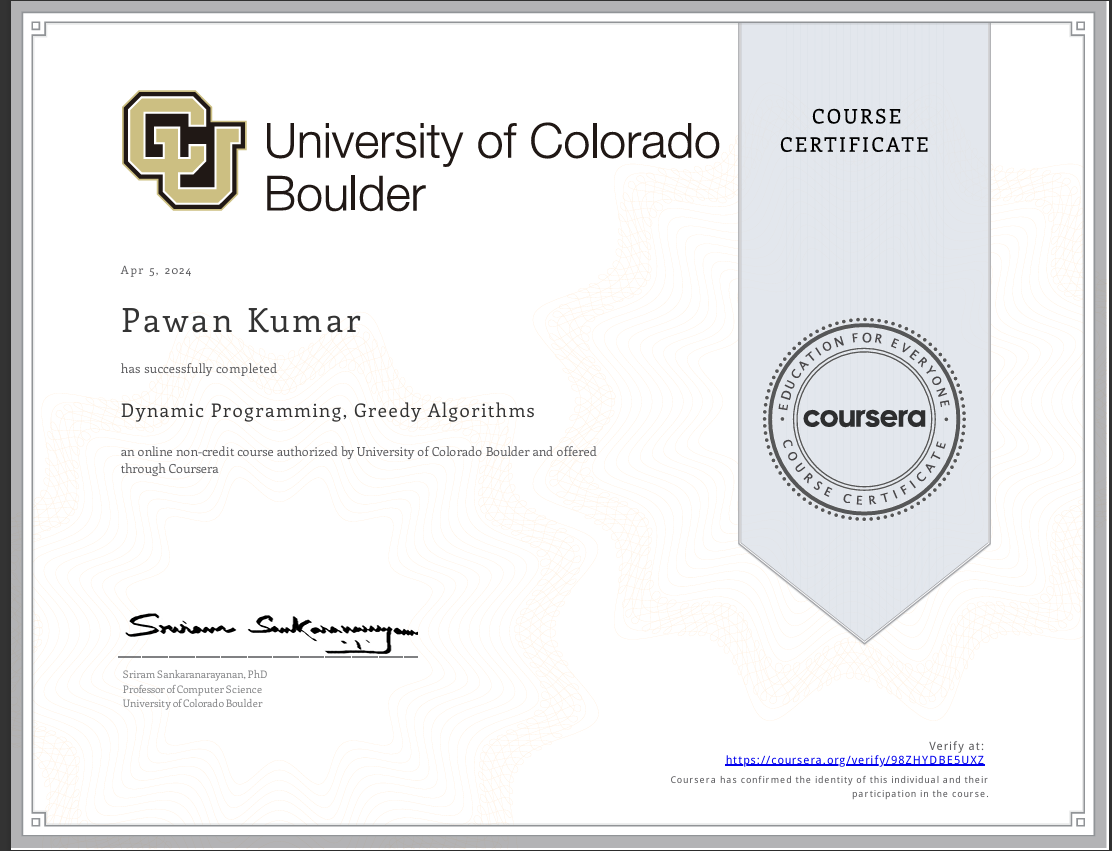 University of Colorado
Boulder
COURSE
CERTIFICATE
Apr 5, 2024
Pawan Kumar
has successfully completed
Dynamic Programming, Greedy Algorithms
an online non-credit course authorized by University of Colorado Boulder and offered
through Coursera
EDUCATION FOR EVERYONE
coursera
COURSE CERTIFICATE
Sriram Sankaranarayanan
Sriram Sankaranarayanan, PhD
Professor of Computer Science
University of Colorado Boulder
Verify at:
https://coursera.org/verify/98ZHYDBE5UXZ
Coursera has confirmed the identity of this individual and their
participation in the course.